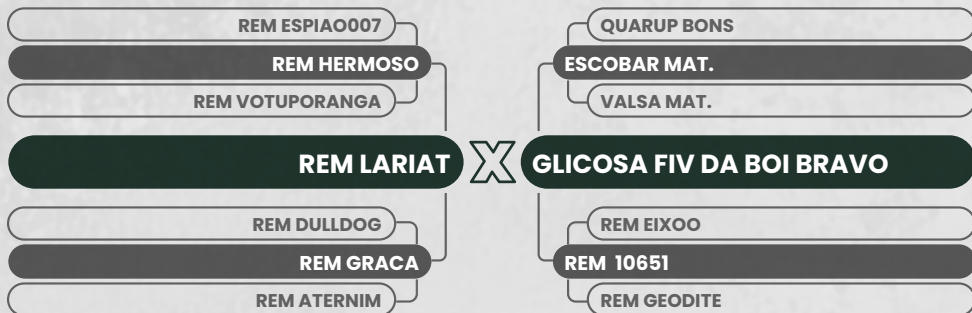 REM ESPIAO007 QUARUP BONS
REM HERMOSO ESCOBAR MAT.
REM VOTUPORANGA VALSA MAT.
REM LARIAT X GLICOSA FIV DA BOI BRAVO
REM DULLDOG REM EIXOO
REM GRACA REM 10651
REM ATERNIM REM GEODITE